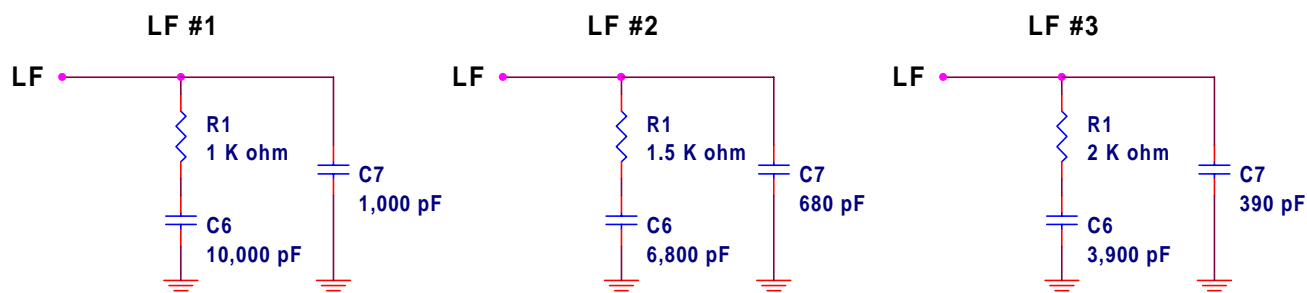 LF #1
LF
R1
1 K ohm
C7
1,000 pF
C6
10,000 pF
LF #2
LF
R1
1.5 K ohm
C7
680 pF
C6
6,800 pF
LF #3
LF
R1
2 K ohm
C7
390 pF
C6
3,900 pF